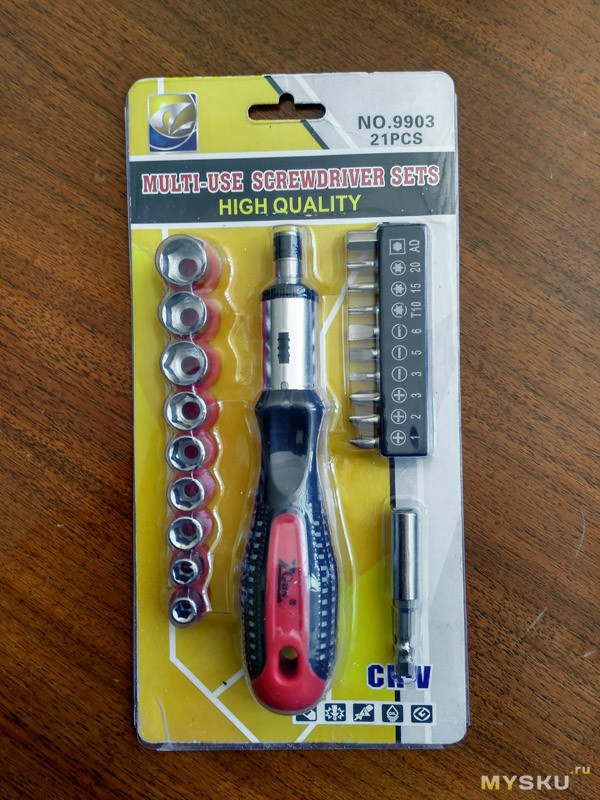 NO.9903
21PCS
MULTI-USE SCREWDRIVER SETS
HIGH QUALITY
AD
20
15
T10
6
5
3
3
2
1
CR-V
MYSKU.ru